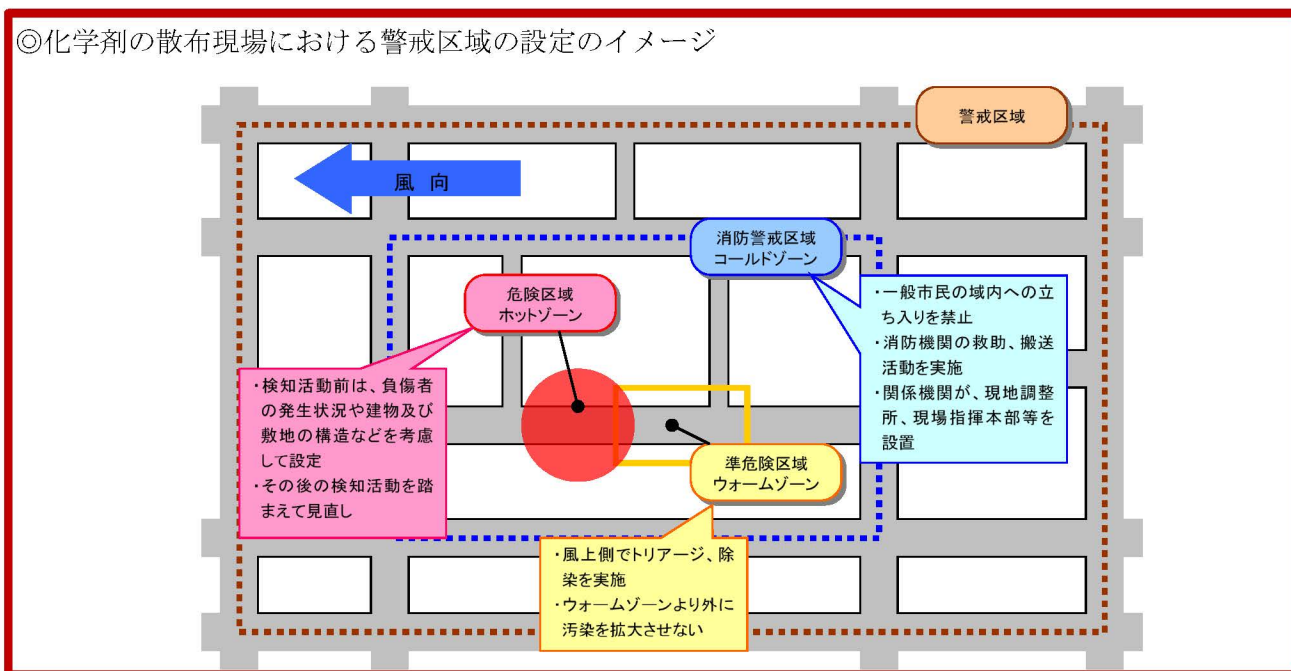 ◎化学剤の散布現場における警戒区域の設定のイメージ
警戒区域
風 向
消防警戒区域
コールドゾーン
危険区域
ホットゾーン
・一般市民の域内への立
ち入りを禁止
・消防機関の救助、搬送
活動を実施
・関係機関が、現地調整
所、現場指揮本部等を
設置
・検知活動前は、負傷者
の発生状況や建物及び
敷地の構造などを考慮
して設定
・その後の検知活動を踏
まえて見直し
準危険区域
ウォームゾーン
・風上側でトリアージ、除
染を実施
・ウォームゾーンより外に
汚染を拡大させない